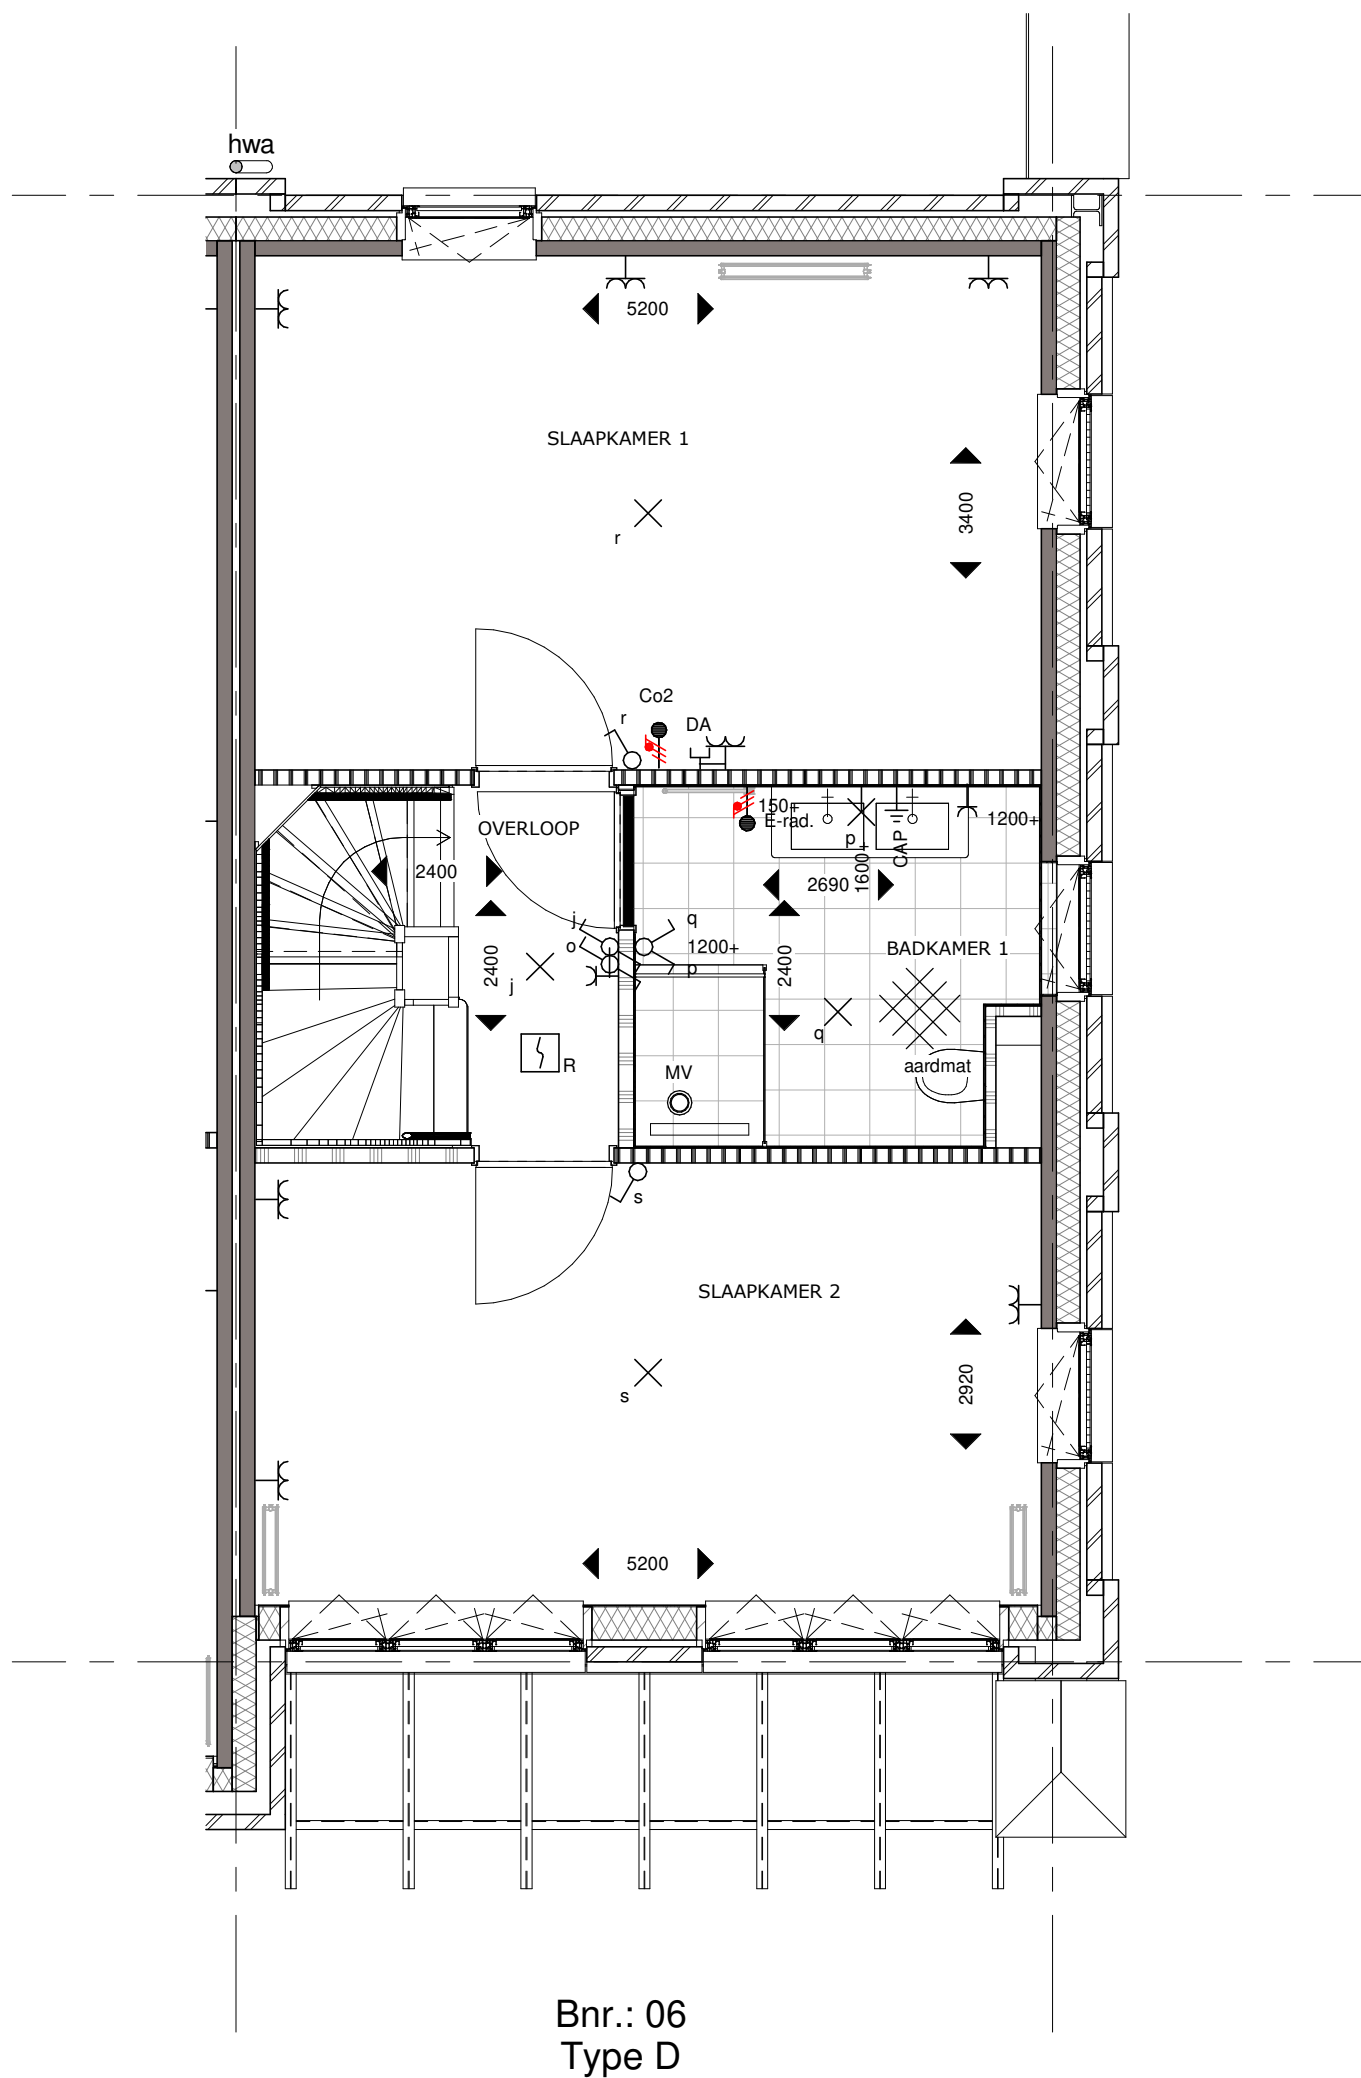 hwa
5200
SLAAPKAMER 1
3400
r
Co2
r
DA
OVERLOOP
150+
E-rad.
1200+
p
1600+
CAP
2400
2690
j
q
o
1200+
p
BADKAMER 1
2400
2400
j
q
R
MV
aardmat
s
SLAAPKAMER 2
2920
s
5200
Bnr.: 06
Type D